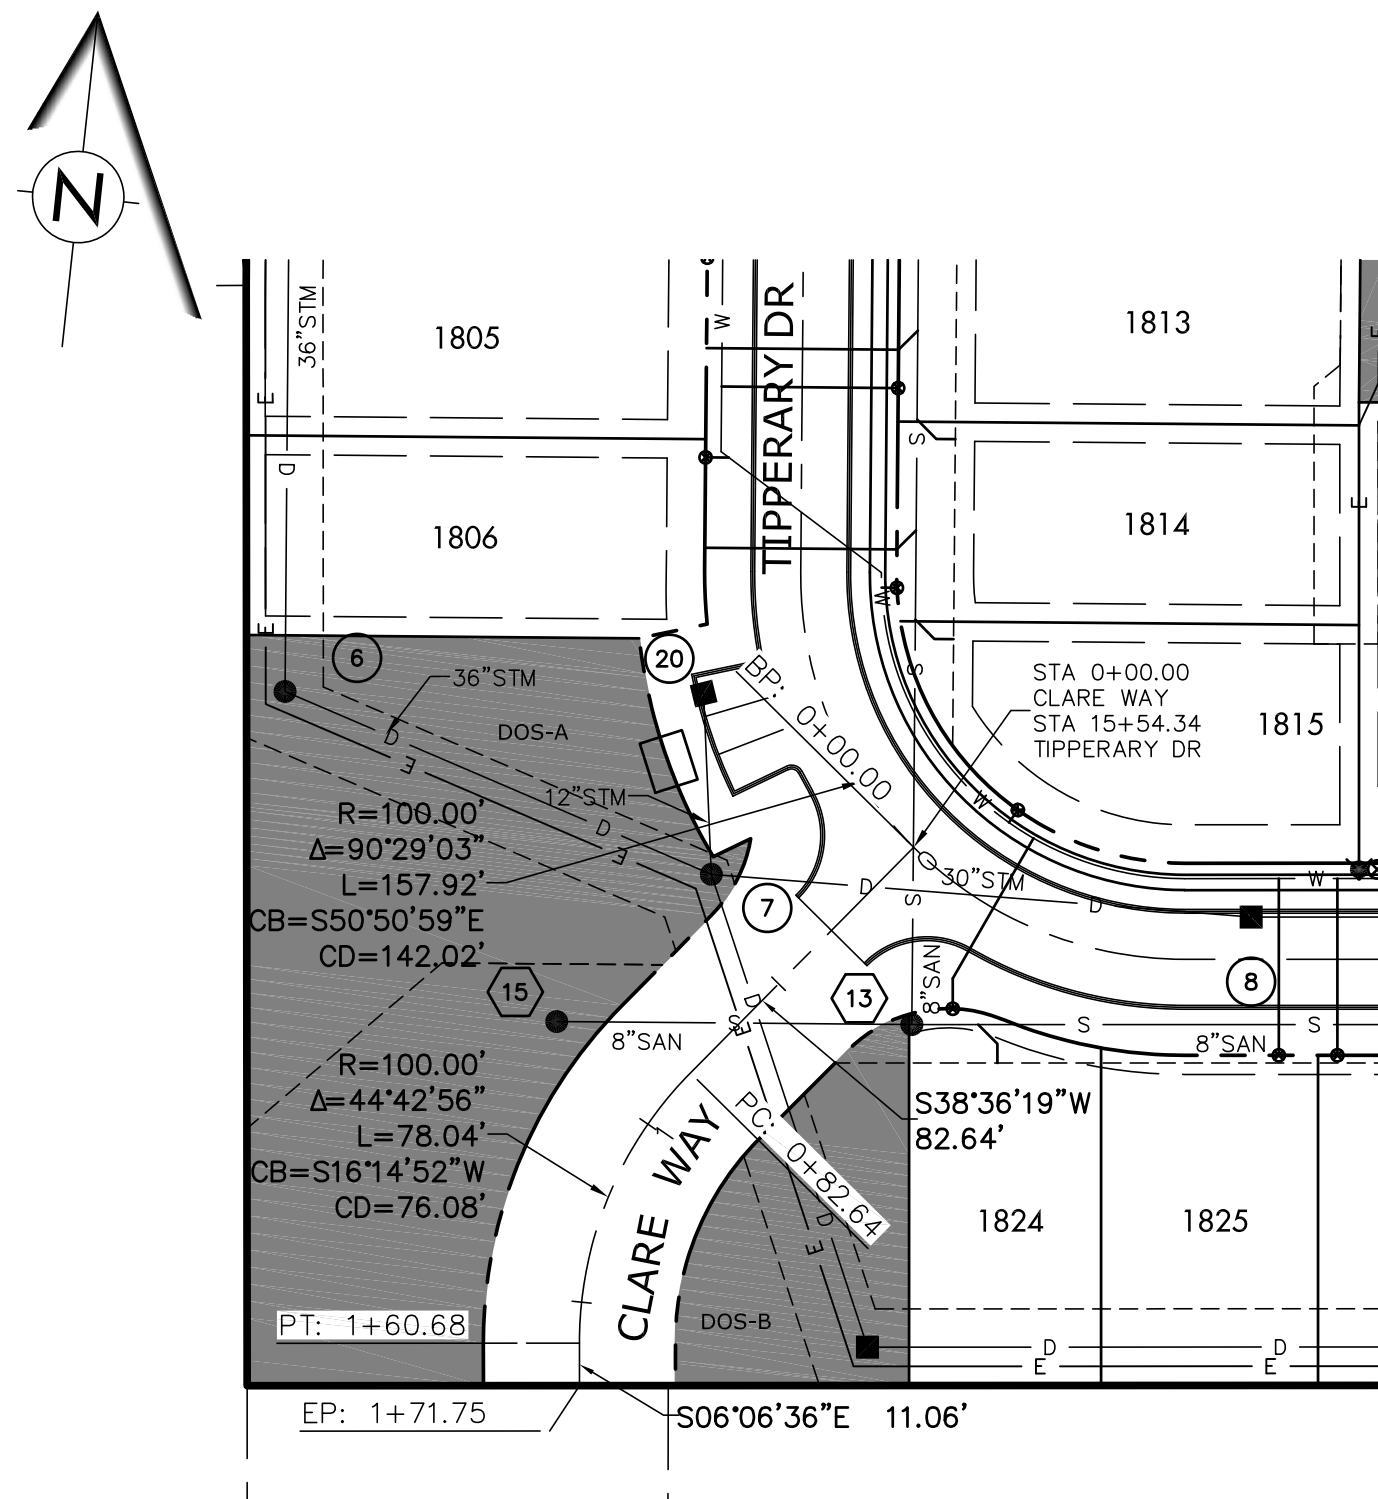 N
36"STM
1805
W
TIPPERARY DR
1813
E
E
D
S
1806
1814
E
E
6
20
W
36"STM
DOS-A
S
BP: 0+00.00
STA 0+00.00
CLARE WAY
STA 15+54.34
TIPPERARY DR
1815
D
E
12"STM
R=100.00'
Δ=90°29'03"
L=157.92'
CB=S50°50'59"E
CD=142.02'
D
E
W
30"STM
W
D
D
S
7
15
13
8"SAN
8
D
E
S
8"SAN
S
S
8"SAN
R=100.00'
Δ=44°42'56"
L=78.04'
CB=S16°14'52"W
CD=76.08'
S38°36'19"W
82.64'
PC: 0+82.64
CLARE WAY
D
E
1824
1825
PT: 1+60.68
DOS-B
D
D
E
E
EP: 1+71.75
S06°06'36"E 11.06'